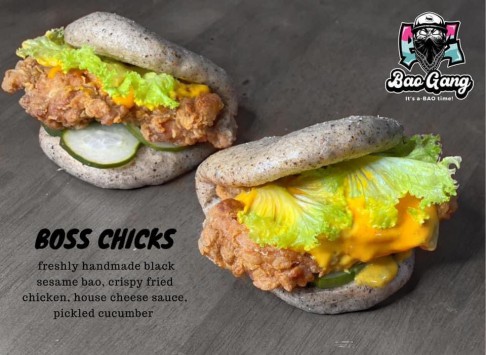 Bao Gang
It's a-BAO time!
BOSS CHICKS
freshly handmade black
sesame bao, crispy fried
chicken, house cheese sauce,
pickled cucumber